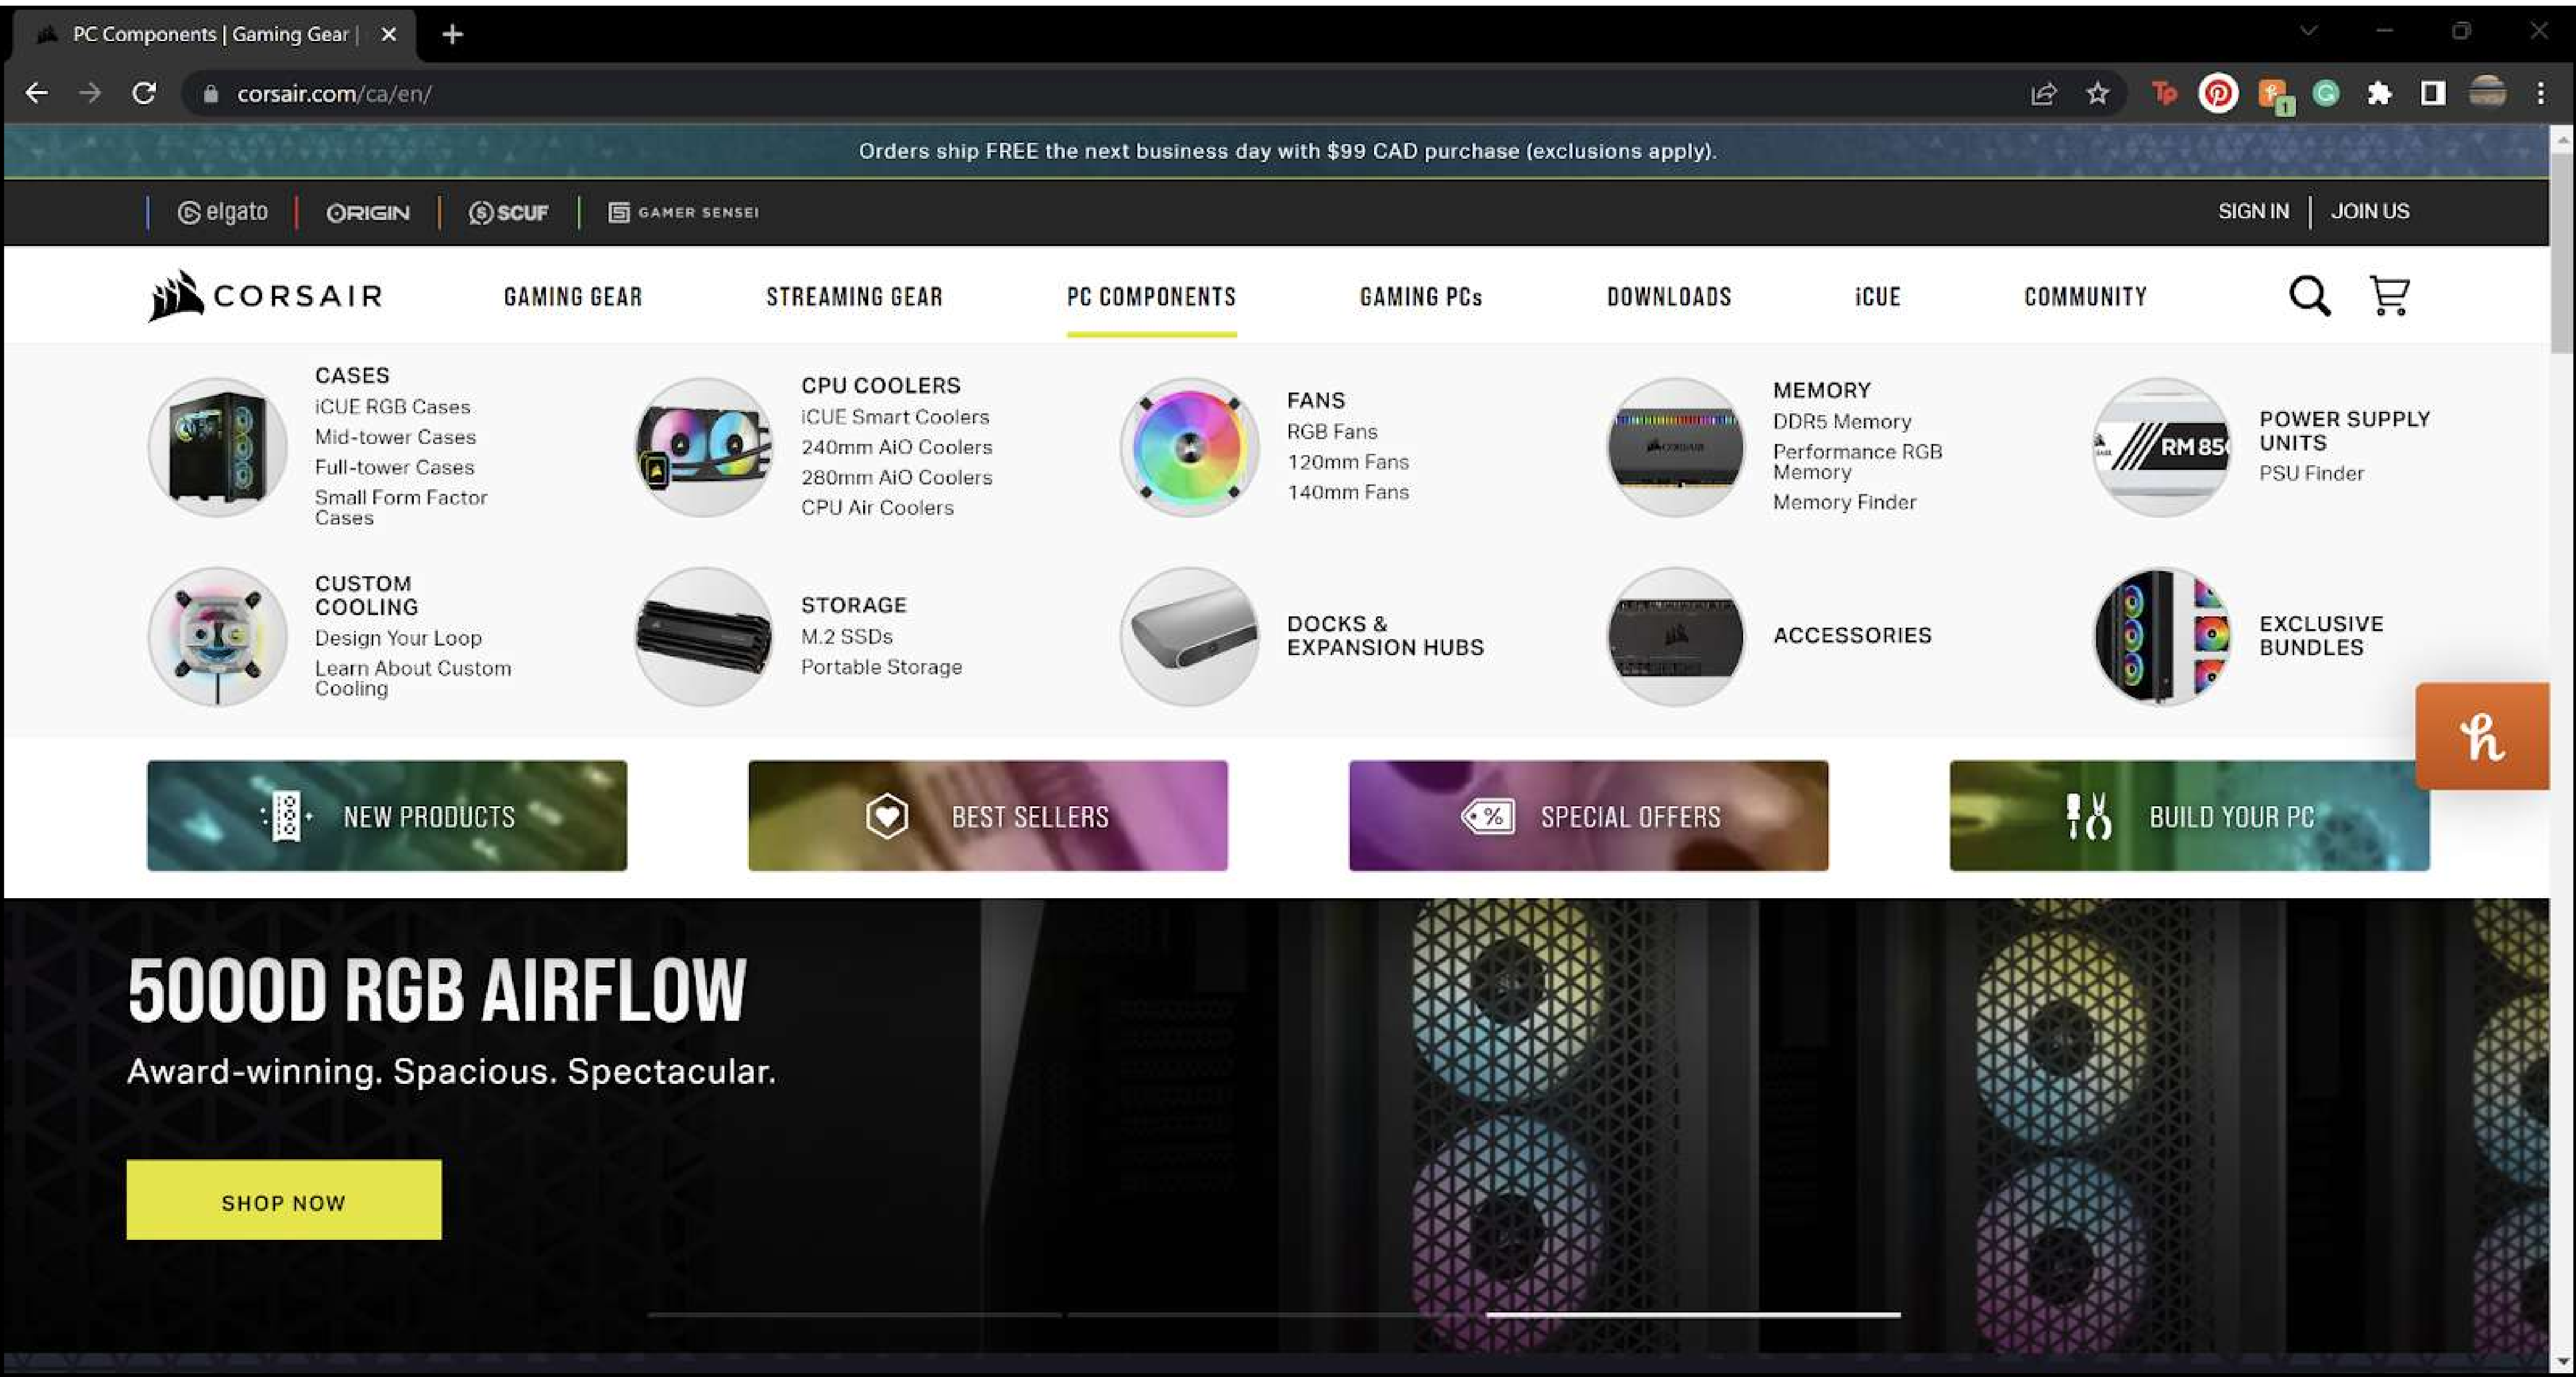 PC Components | Gaming Gear |
corsair.com/ca/en/
Tp
1
Orders ship FREE the next business day with $99 CAD purchase (exclusions apply).
elgato
ORIGIN
SCUF
GAMER SENSEI
SIGN IN
JOIN US
CORSAIR
GAMING GEAR
STREAMING GEAR
PC COMPONENTS
GAMING PCs
DOWNLOADS
iCUE
COMMUNITY
CASES
iCUE RGB Cases
Mid-tower Cases
Full-tower Cases
Small Form Factor
Cases
CPU COOLERS
iCUE Smart Coolers
240mm AiO Coolers
280mm AiO Coolers
CPU Air Coolers
FANS
RGB Fans
120mm Fans
140mm Fans
CORSAIR
MEMORY
DDR5 Memory
Performance RGB
Memory
Memory Finder
RM 850
POWER SUPPLY
UNITS
PSU Finder
CUSTOM
COOLING
Design Your Loop
Learn About Custom
Cooling
STORAGE
M.2 SSDs
Portable Storage
DOCKS &
EXPANSION HUBS
ACCESSORIES
EXCLUSIVE
BUNDLES
h
NEW PRODUCTS
BEST SELLERS
%
SPECIAL OFFERS
BUILD YOUR PC
5000D RGB AIRFLOW
Award-winning. Spacious. Spectacular.
SHOP NOW